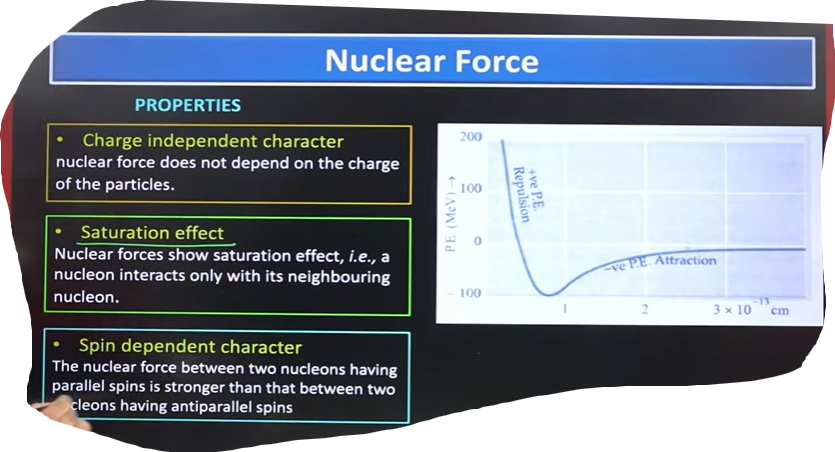 Nuclear Force
PROPERTIES
• Charge independent character
nuclear force does not depend on the charge
of the particles.
• Saturation effect
Nuclear forces show saturation effect, i.e., a
nucleon interacts only with its neighbouring
nucleon.
• Spin dependent character
The nuclear force between two nucleons having
parallel spins is stronger than that between two
cleons having antiparallel spins
P.E. (MeV) →
200
100
0
– 100
+ve P.E.
Repulsion
–ve P.E. Attraction
1 2 3 × 10⁻¹³ cm